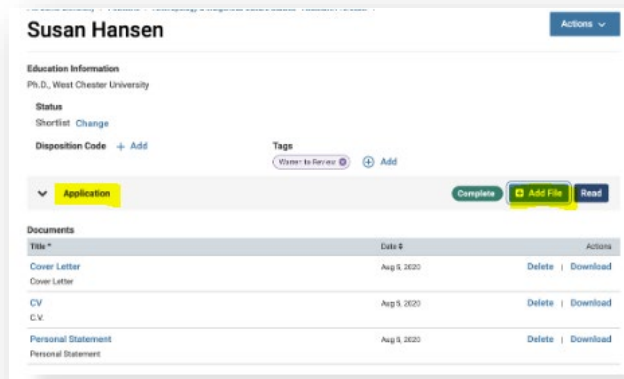 Susan Hansen
Actions
Education Information
Ph.D., West Chester University
Status
Shortlist Change
Disposition Code + Add
Tags
to Review
Add
Application
Complete
Add File
Read
Documents
Title
Date
Actions
Cover Letter Aug 5, 2020 Delete | Download
Cover Letter
CV Aug 5, 2020 Delete | Download
C.V.
Personal Statement Aug 5, 2020 Delete | Download
Personal Statement